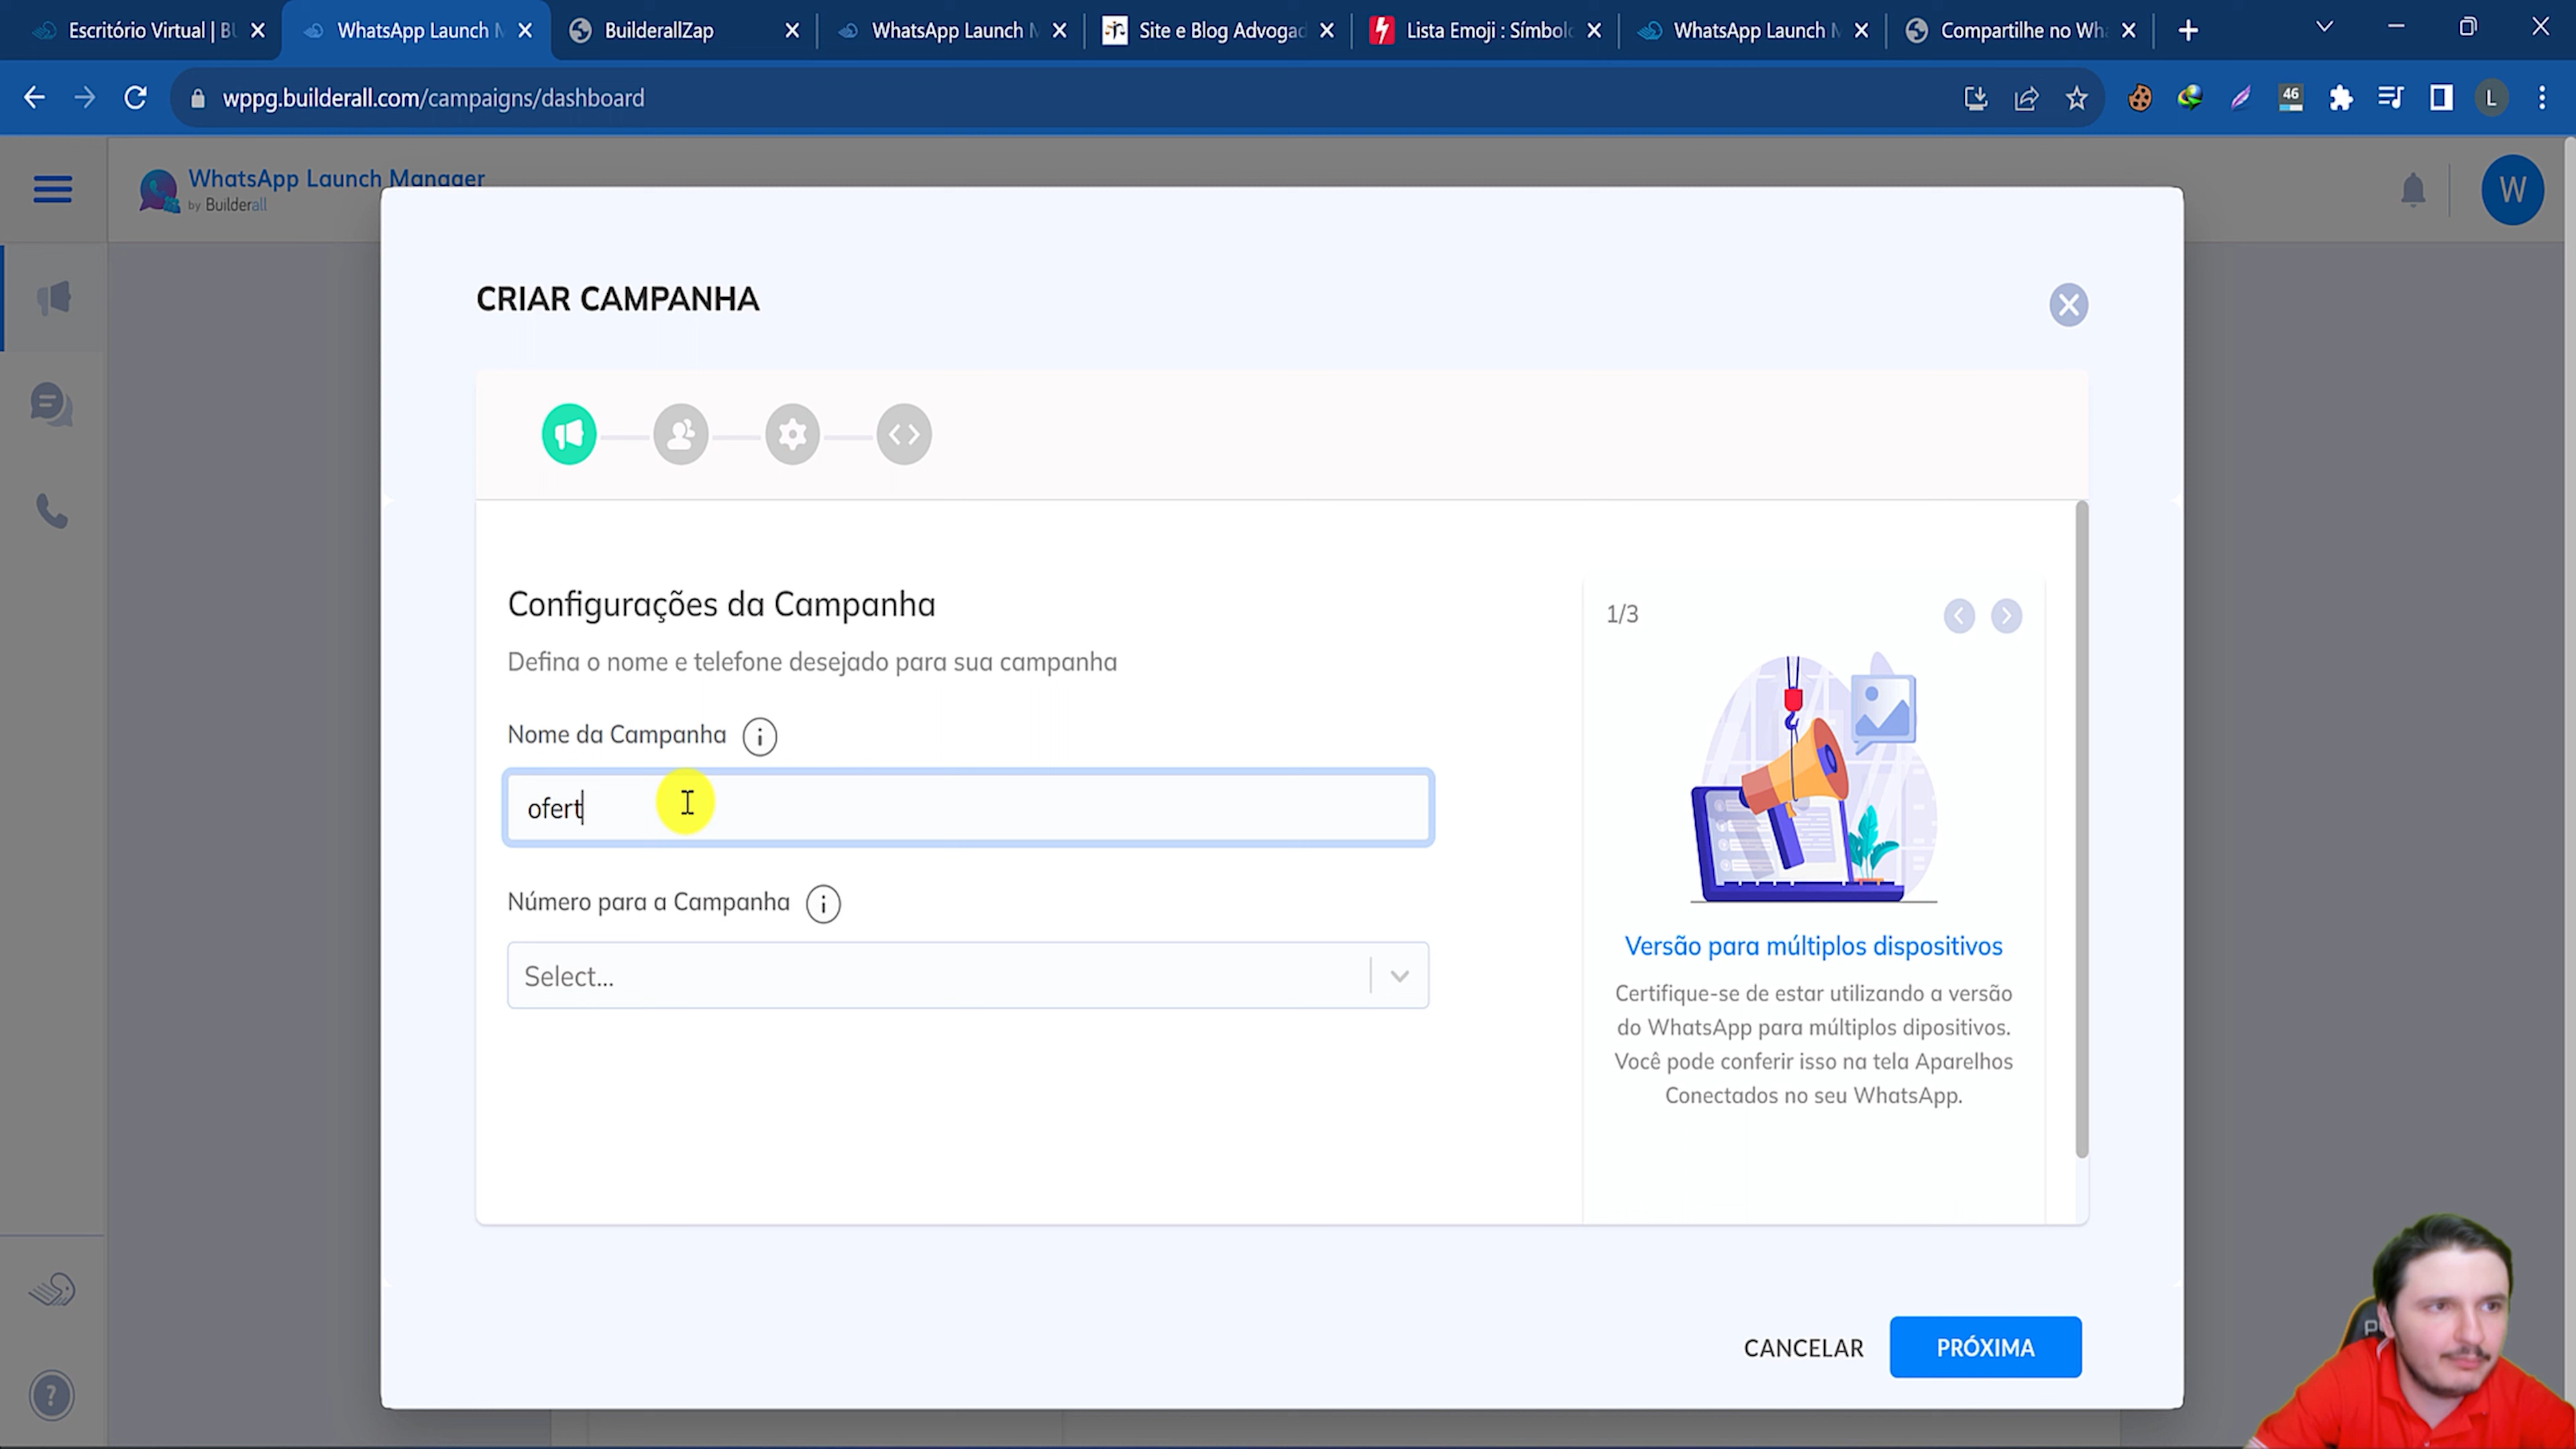 Escritório Virtual | B
WhatsApp Launch M
BuilderallZap
WhatsApp Launch M
Site e Blog Advogad
Lista Emoji : Símbolo
WhatsApp Launch M
Compartilhe no Wha
wppg.builderall.com/campaigns/dashboard
46
L
WhatsApp Launch Manager
by Builderall
W
CRIAR CAMPANHA
Configurações da Campanha
Defina o nome e telefone desejado para sua campanha
Nome da Campanha
ofert
Número para a Campanha
Select...
1/3
Versão para múltiplos dispositivos
Certifique-se de estar utilizando a versão
do WhatsApp para múltiplos dipositivos.
Você pode conferir isso na tela Aparelhos
Conectados no seu WhatsApp.
CANCELAR
PRÓXIMA